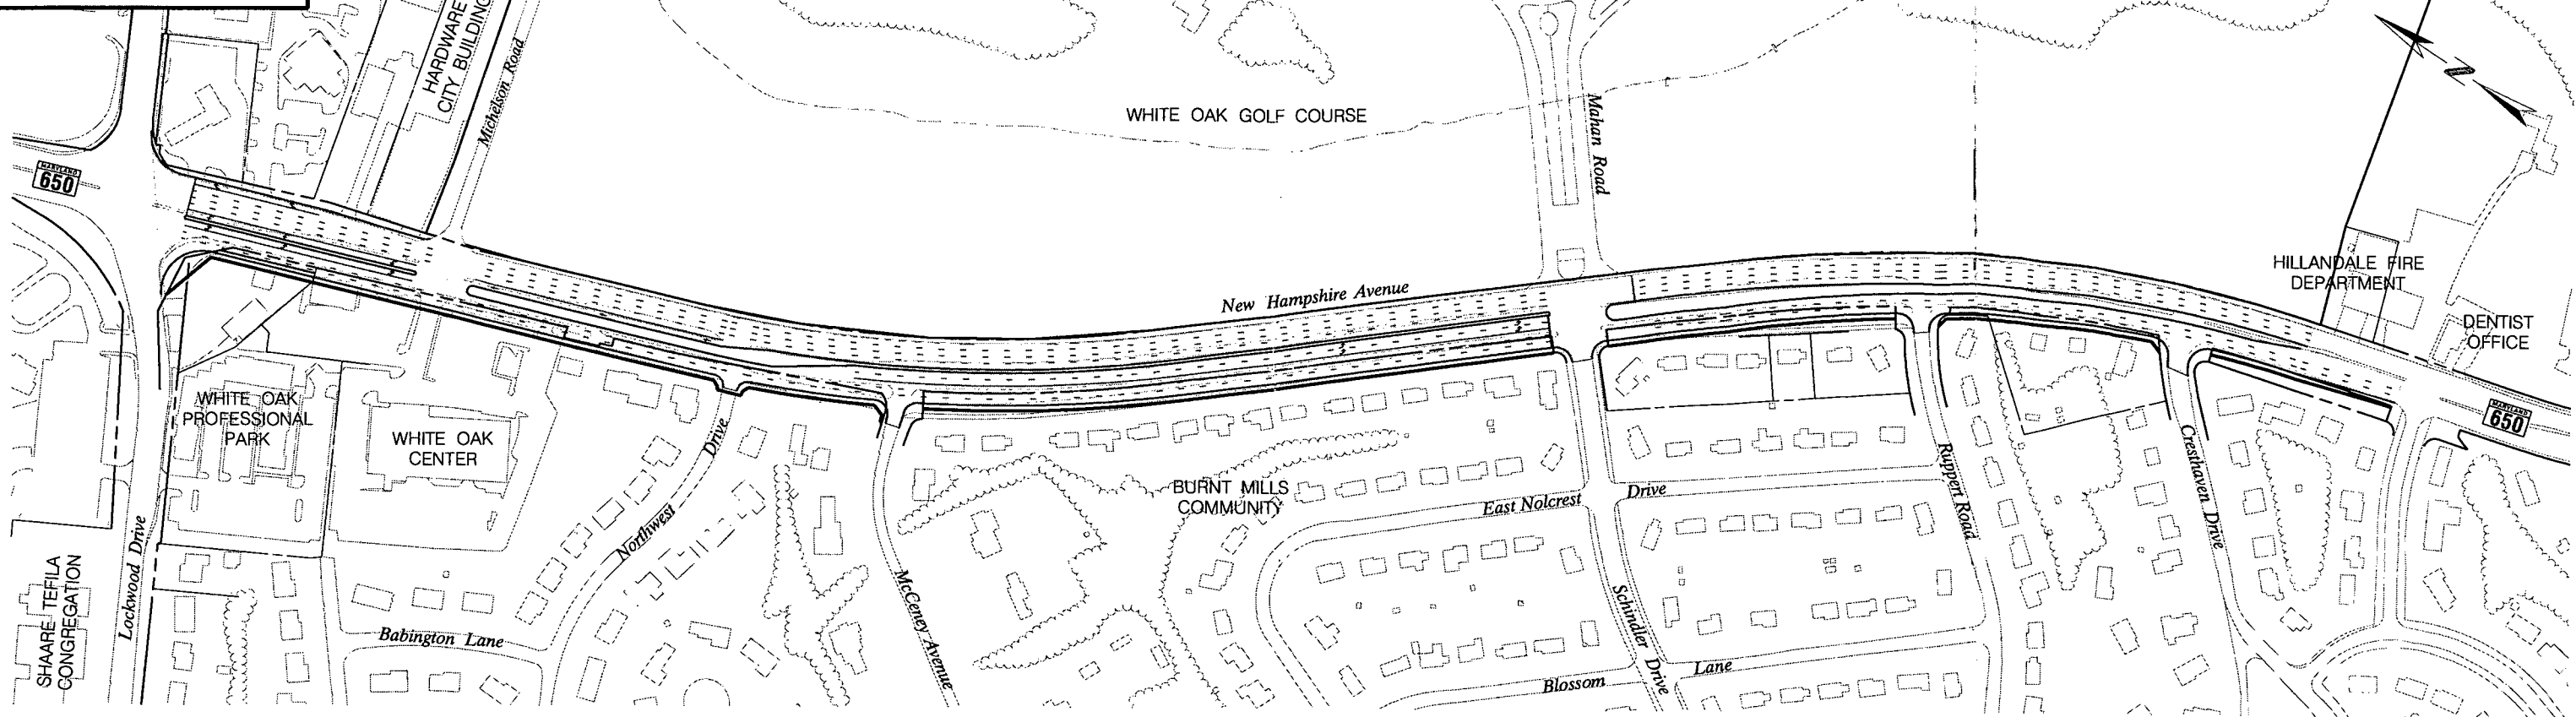 HARDWARE
CITY BUILDING
Michelson Road
N
WHITE OAK GOLF COURSE
Mahan Road
MARYLAND
650
New Hampshire Avenue
HILLANDALE FIRE
DEPARTMENT
DENTIST
OFFICE
MARYLAND
650
WHITE OAK
PROFESSIONAL
PARK
WHITE OAK
CENTER
Northwest Drive
BURNT MILLS
COMMUNITY
East Nolcrest Drive
Ruppert Road
Cresthaven Drive
SHAARE TEFILA
CONGREGATION
Lockwood Drive
Babington Lane
McCeney Avenue
Schindler Drive
Blossom Lane